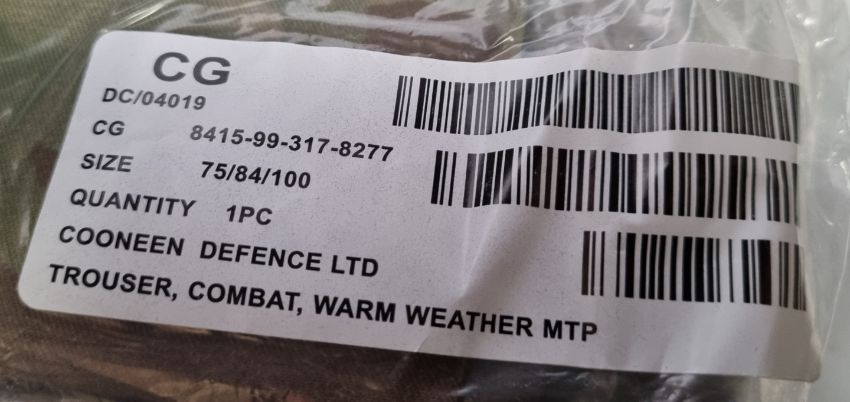 CG
DC/04019
CG 8415-99-317-8277
SIZE 75/84/100
QUANTITY 1PC
COONEEN DEFENCE LTD
TROUSER, COMBAT, WARM WEATHER MTP